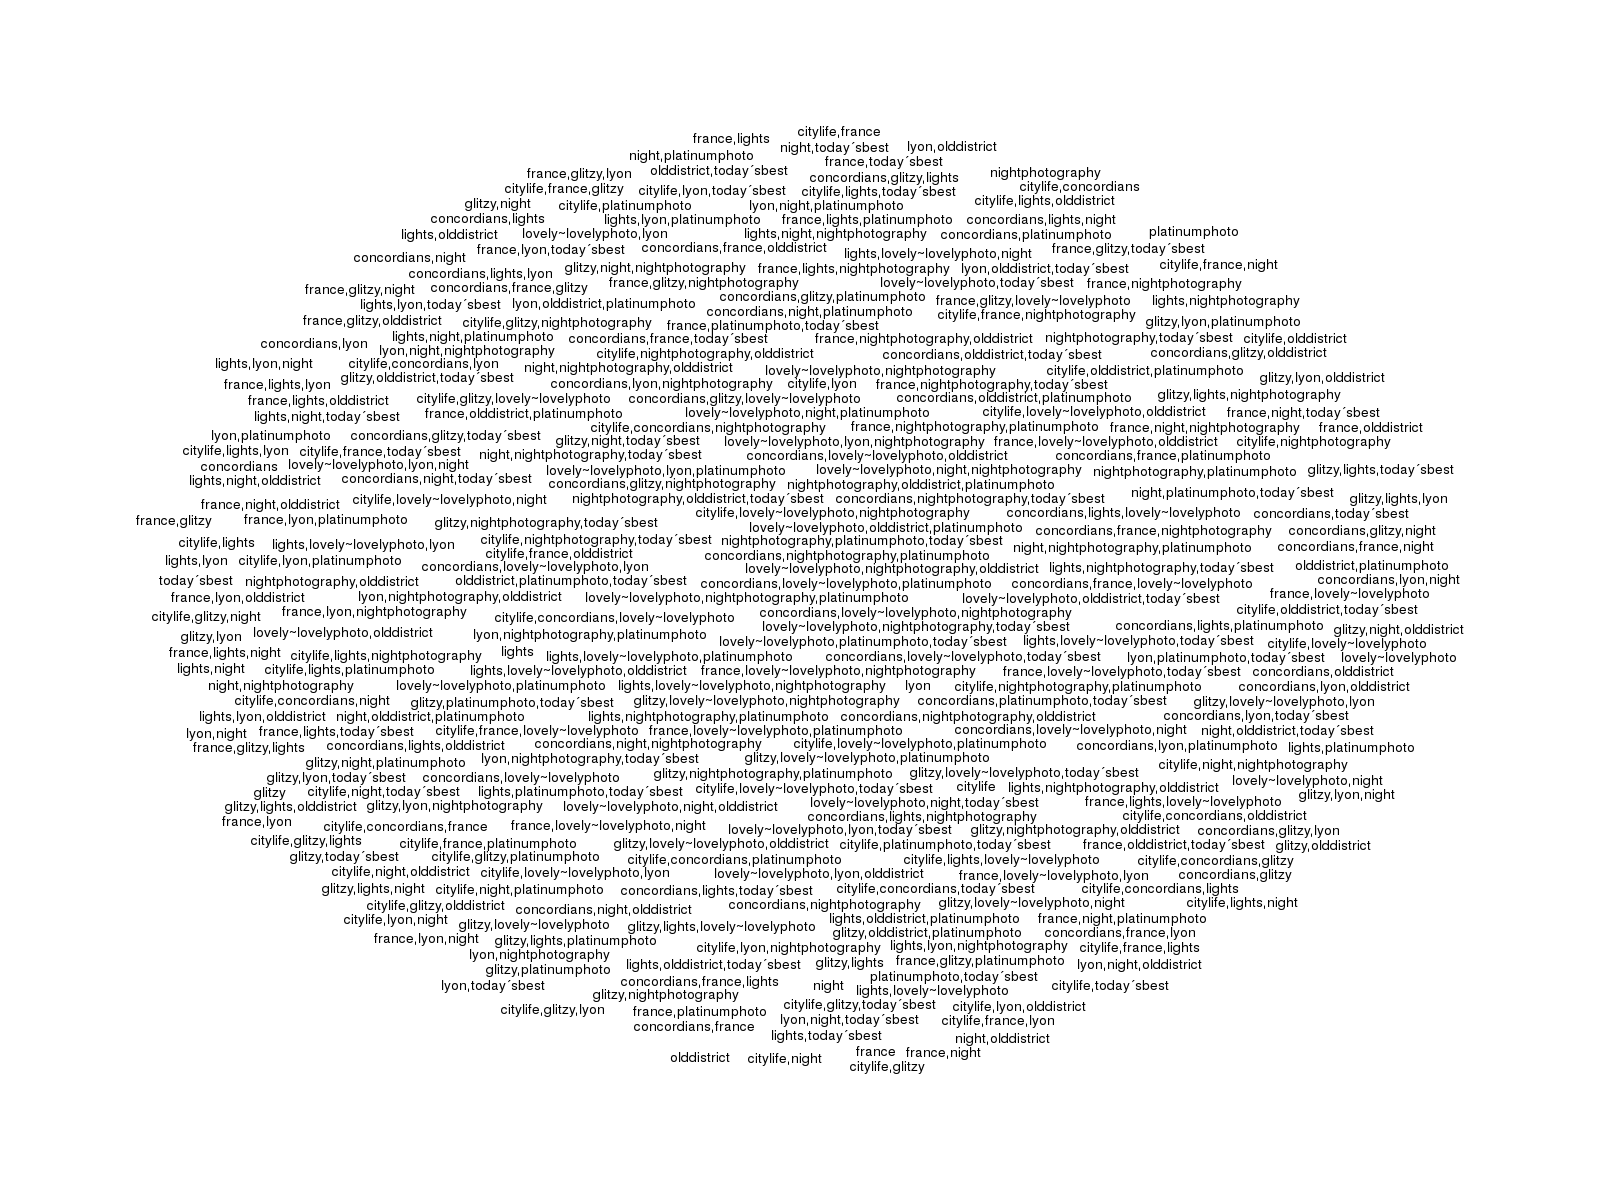 citylife,france
france,lights
night,today´sbest lyon,olddistrict
night,platinumphoto france,today´sbest
france,glitzy,lyon olddistrict,today´sbest concordians,glitzy,lights nightphotography
citylife,france,glitzy citylife,lyon,today´sbest citylife,lights,today´sbest citylife,concordians
glitzy,night citylife,platinumphoto lyon,night,platinumphoto citylife,lights,olddistrict
concordians,lights lights,lyon,platinumphoto france,lights,platinumphoto concordians,lights,night
lights,olddistrict lovely~lovelyphoto,lyon lights,night,nightphotography concordians,platinumphoto platinumphoto
france,lyon,today´sbest concordians,france,olddistrict lights,lovely~lovelyphoto,night france,glitzy,today´sbest
concordians,night glitzy,night,nightphotography france,lights,nightphotography lyon,olddistrict,today´sbest citylife,france,night
concordians,lights,lyon france,glitzy,nightphotography lovely~lovelyphoto,today´sbest france,nightphotography
france,glitzy,night concordians,france,glitzy concordians,glitzy,platinumphoto france,glitzy,lovely~lovelyphoto lights,nightphotography
lights,lyon,today´sbest lyon,olddistrict,platinumphoto concordians,night,platinumphoto citylife,france,nightphotography
france,glitzy,olddistrict citylife,glitzy,nightphotography france,platinumphoto,today´sbest glitzy,lyon,platinumphoto
lights,night,platinumphoto concordians,france,today´sbest france,nightphotography,olddistrict nightphotography,today´sbest citylife,olddistrict
concordians,lyon lyon,night,nightphotography citylife,nightphotography,olddistrict concordians,olddistrict,today´sbest concordians,glitzy,olddistrict
lights,lyon,night citylife,concordians,lyon night,nightphotography,olddistrict lovely~lovelyphoto,nightphotography citylife,olddistrict,platinumphoto
france,lights,lyon glitzy,olddistrict,today´sbest concordians,lyon,nightphotography citylife,lyon france,nightphotography,today´sbest glitzy,lyon,olddistrict
france,lights,olddistrict citylife,glitzy,lovely~lovelyphoto concordians,glitzy,lovely~lovelyphoto concordians,olddistrict,platinumphoto glitzy,lights,nightphotography
lights,night,today´sbest france,olddistrict,platinumphoto lovely~lovelyphoto,night,platinumphoto citylife,lovely~lovelyphoto,olddistrict france,night,today´sbest
citylife,concordians,nightphotography france,nightphotography,platinumphoto france,night,nightphotography france,olddistrict
lyon,platinumphoto concordians,glitzy,today´sbest glitzy,night,today´sbest lovely~lovelyphoto,lyon,nightphotography france,lovely~lovelyphoto,olddistrict citylife,nightphotography
citylife,lights,lyon citylife,france,today´sbest night,nightphotography,today´sbest concordians,lovely~lovelyphoto,olddistrict concordians,france,platinumphoto
concordians lovely~lovelyphoto,lyon,night lovely~lovelyphoto,lyon,platinumphoto lovely~lovelyphoto,night,nightphotography nightphotography,platinumphoto glitzy,lights,today´sbest
lights,night,olddistrict concordians,night,today´sbest concordians,glitzy,nightphotography nightphotography,olddistrict,platinumphoto
france,night,olddistrict citylife,lovely~lovelyphoto,night nightphotography,olddistrict,today´sbest concordians,nightphotography,today´sbest night,platinumphoto,today´sbest glitzy,lights,lyon
citylife,lovely~lovelyphoto,nightphotography concordians,lights,lovely~lovelyphoto concordians,today´sbest
france,glitzy france,lyon,platinumphoto glitzy,nightphotography,today´sbest lovely~lovelyphoto,olddistrict,platinumphoto concordians,france,nightphotography concordians,glitzy,night
citylife,lights lights,lovely~lovelyphoto,lyon citylife,nightphotography,today´sbest nightphotography,platinumphoto,today´sbest night,nightphotography,platinumphoto concordians,france,night
lights,lyon citylife,lyon,platinumphoto citylife,france,olddistrict concordians,nightphotography,platinumphoto
concordians,lovely~lovelyphoto,lyon lovely~lovelyphoto,nightphotography,olddistrict lights,nightphotography,today´sbest olddistrict,platinumphoto
today´sbest nightphotography,olddistrict olddistrict,platinumphoto,today´sbest concordians,lovely~lovelyphoto,platinumphoto concordians,france,lovely~lovelyphoto concordians,lyon,night
france,lyon,olddistrict lyon,nightphotography,olddistrict lovely~lovelyphoto,nightphotography,platinumphoto lovely~lovelyphoto,olddistrict,today´sbest france,lovely~lovelyphoto
citylife,glitzy,night france,lyon,nightphotography citylife,concordians,lovely~lovelyphoto concordians,lovely~lovelyphoto,nightphotography citylife,olddistrict,today´sbest
glitzy,lyon lovely~lovelyphoto,olddistrict lyon,nightphotography,platinumphoto lovely~lovelyphoto,nightphotography,today´sbest concordians,lights,platinumphoto glitzy,night,olddistrict
lovely~lovelyphoto,platinumphoto,today´sbest lights,lovely~lovelyphoto,today´sbest citylife,lovely~lovelyphoto
france,lights,night citylife,lights,nightphotography lights lights,lovely~lovelyphoto,platinumphoto concordians,lovely~lovelyphoto,today´sbest lyon,platinumphoto,today´sbest lovely~lovelyphoto
lights,night citylife,lights,platinumphoto lights,lovely~lovelyphoto,olddistrict france,lovely~lovelyphoto,nightphotography france,lovely~lovelyphoto,today´sbest concordians,olddistrict
night,nightphotography lovely~lovelyphoto,platinumphoto lights,lovely~lovelyphoto,nightphotography lyon citylife,nightphotography,platinumphoto concordians,lyon,olddistrict
citylife,concordians,night glitzy,platinumphoto,today´sbest glitzy,lovely~lovelyphoto,nightphotography concordians,platinumphoto,today´sbest glitzy,lovely~lovelyphoto,lyon
lights,lyon,olddistrict night,olddistrict,platinumphoto lights,nightphotography,platinumphoto concordians,nightphotography,olddistrict concordians,lyon,today´sbest
lyon,night france,lights,today´sbest citylife,france,lovely~lovelyphoto france,lovely~lovelyphoto,platinumphoto concordians,lovely~lovelyphoto,night night,olddistrict,today´sbest
france,glitzy,lights concordians,lights,olddistrict concordians,night,nightphotography citylife,lovely~lovelyphoto,platinumphoto concordians,lyon,platinumphoto lights,platinumphoto
glitzy,night,platinumphoto lyon,nightphotography,today´sbest glitzy,lovely~lovelyphoto,platinumphoto citylife,night,nightphotography
glitzy,lyon,today´sbest concordians,lovely~lovelyphoto glitzy,nightphotography,platinumphoto glitzy,lovely~lovelyphoto,today´sbest lovely~lovelyphoto,night
glitzy citylife,night,today´sbest lights,platinumphoto,today´sbest citylife,lovely~lovelyphoto,today´sbest citylife lights,nightphotography,olddistrict glitzy,lyon,night
glitzy,lights,olddistrict glitzy,lyon,nightphotography lovely~lovelyphoto,night,olddistrict lovely~lovelyphoto,night,today´sbest france,lights,lovely~lovelyphoto
france,lyon concordians,lights,nightphotography citylife,concordians,olddistrict
citylife,concordians,france france,lovely~lovelyphoto,night lovely~lovelyphoto,lyon,today´sbest glitzy,nightphotography,olddistrict concordians,glitzy,lyon
citylife,glitzy,lights citylife,france,platinumphoto glitzy,lovely~lovelyphoto,olddistrict citylife,platinumphoto,today´sbest france,olddistrict,today´sbest glitzy,olddistrict
glitzy,today´sbest citylife,glitzy,platinumphoto citylife,concordians,platinumphoto citylife,lights,lovely~lovelyphoto citylife,concordians,glitzy
citylife,night,olddistrict citylife,lovely~lovelyphoto,lyon lovely~lovelyphoto,lyon,olddistrict france,lovely~lovelyphoto,lyon concordians,glitzy
glitzy,lights,night citylife,night,platinumphoto concordians,lights,today´sbest citylife,concordians,today´sbest citylife,concordians,lights
citylife,glitzy,olddistrict concordians,night,olddistrict concordians,nightphotography glitzy,lovely~lovelyphoto,night citylife,lights,night
citylife,lyon,night glitzy,lovely~lovelyphoto glitzy,lights,lovely~lovelyphoto lights,olddistrict,platinumphoto france,night,platinumphoto
france,lyon,night glitzy,lights,platinumphoto glitzy,olddistrict,platinumphoto concordians,france,lyon
lyon,nightphotography citylife,lyon,nightphotography lights,lyon,nightphotography citylife,france,lights
glitzy,platinumphoto lights,olddistrict,today´sbest glitzy,lights france,glitzy,platinumphoto lyon,night,olddistrict
lyon,today´sbest concordians,france,lights platinumphoto,today´sbest citylife,today´sbest
glitzy,nightphotography night lights,lovely~lovelyphoto
citylife,glitzy,lyon france,platinumphoto citylife,glitzy,today´sbest citylife,lyon,olddistrict
concordians,france lyon,night,today´sbest citylife,france,lyon
lights,today´sbest night,olddistrict
olddistrict citylife,night france france,night
citylife,glitzy